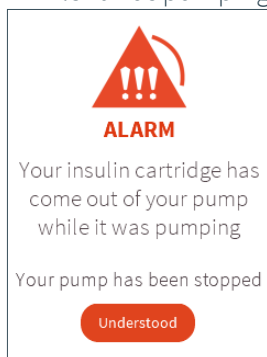 !!!
ALARM
Your insulin cartridge has
come out of your pump
while it was pumping
Your pump has been stopped
Understood